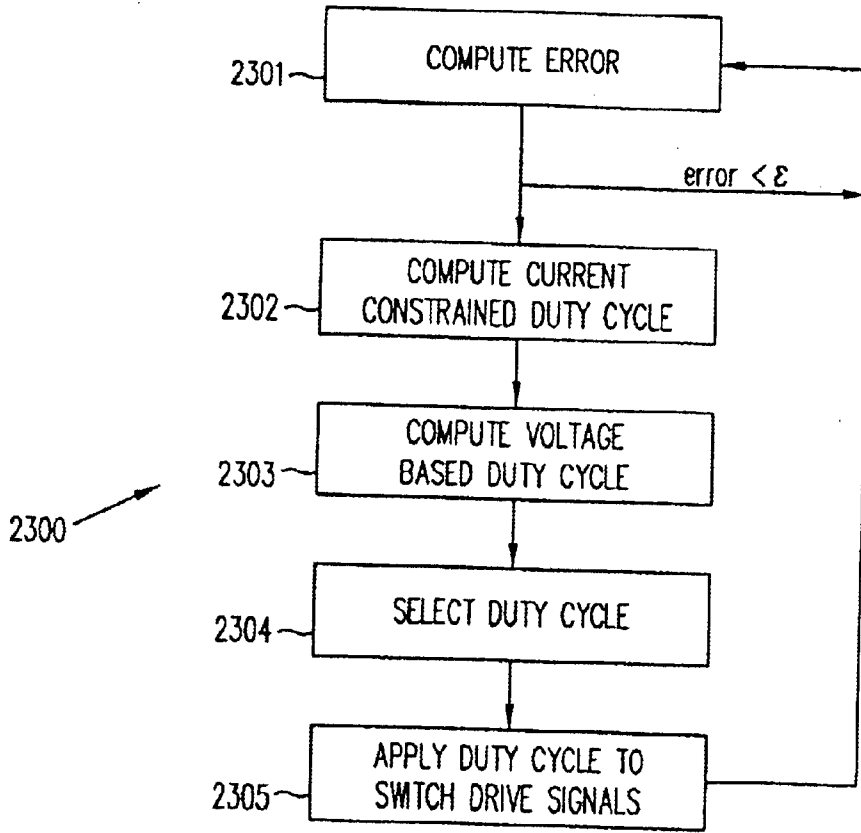 2301
COMPUTE ERROR
error < ε
2302
COMPUTE CURRENT
CONSTRAINED DUTY CYCLE
2303
COMPUTE VOLTAGE
BASED DUTY CYCLE
2300
2304
SELECT DUTY CYCLE
2305
APPLY DUTY CYCLE TO
SWITCH DRIVE SIGNALS